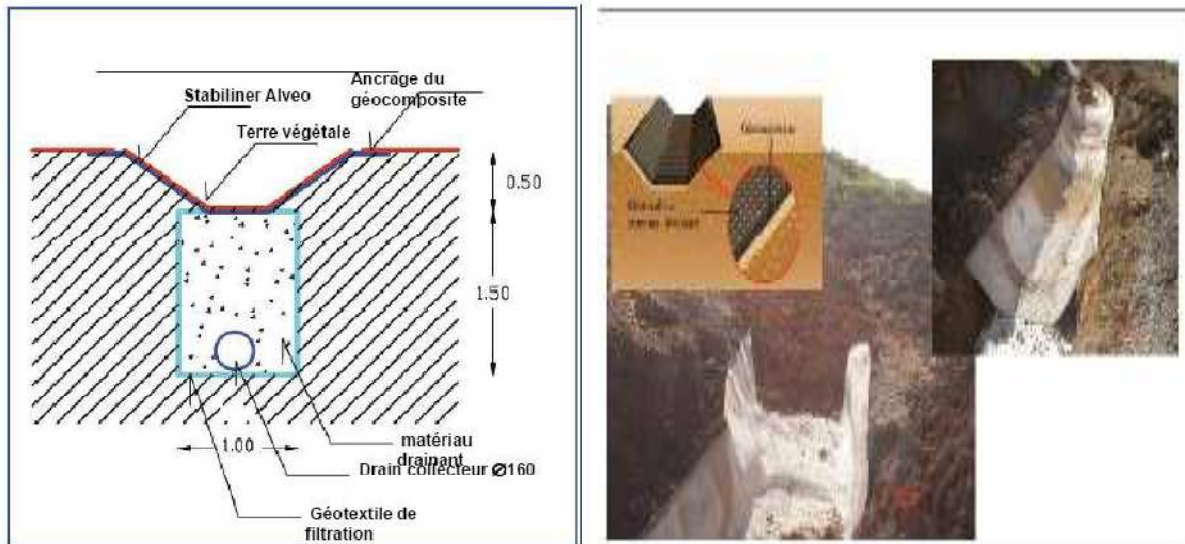 Stabiliner Alveo
Ancrage du
géocomposite
Terre végétale
0.50
1.50
1.00
matériau
drainant
Drain collecteur Ø160
Géotextile de
filtration